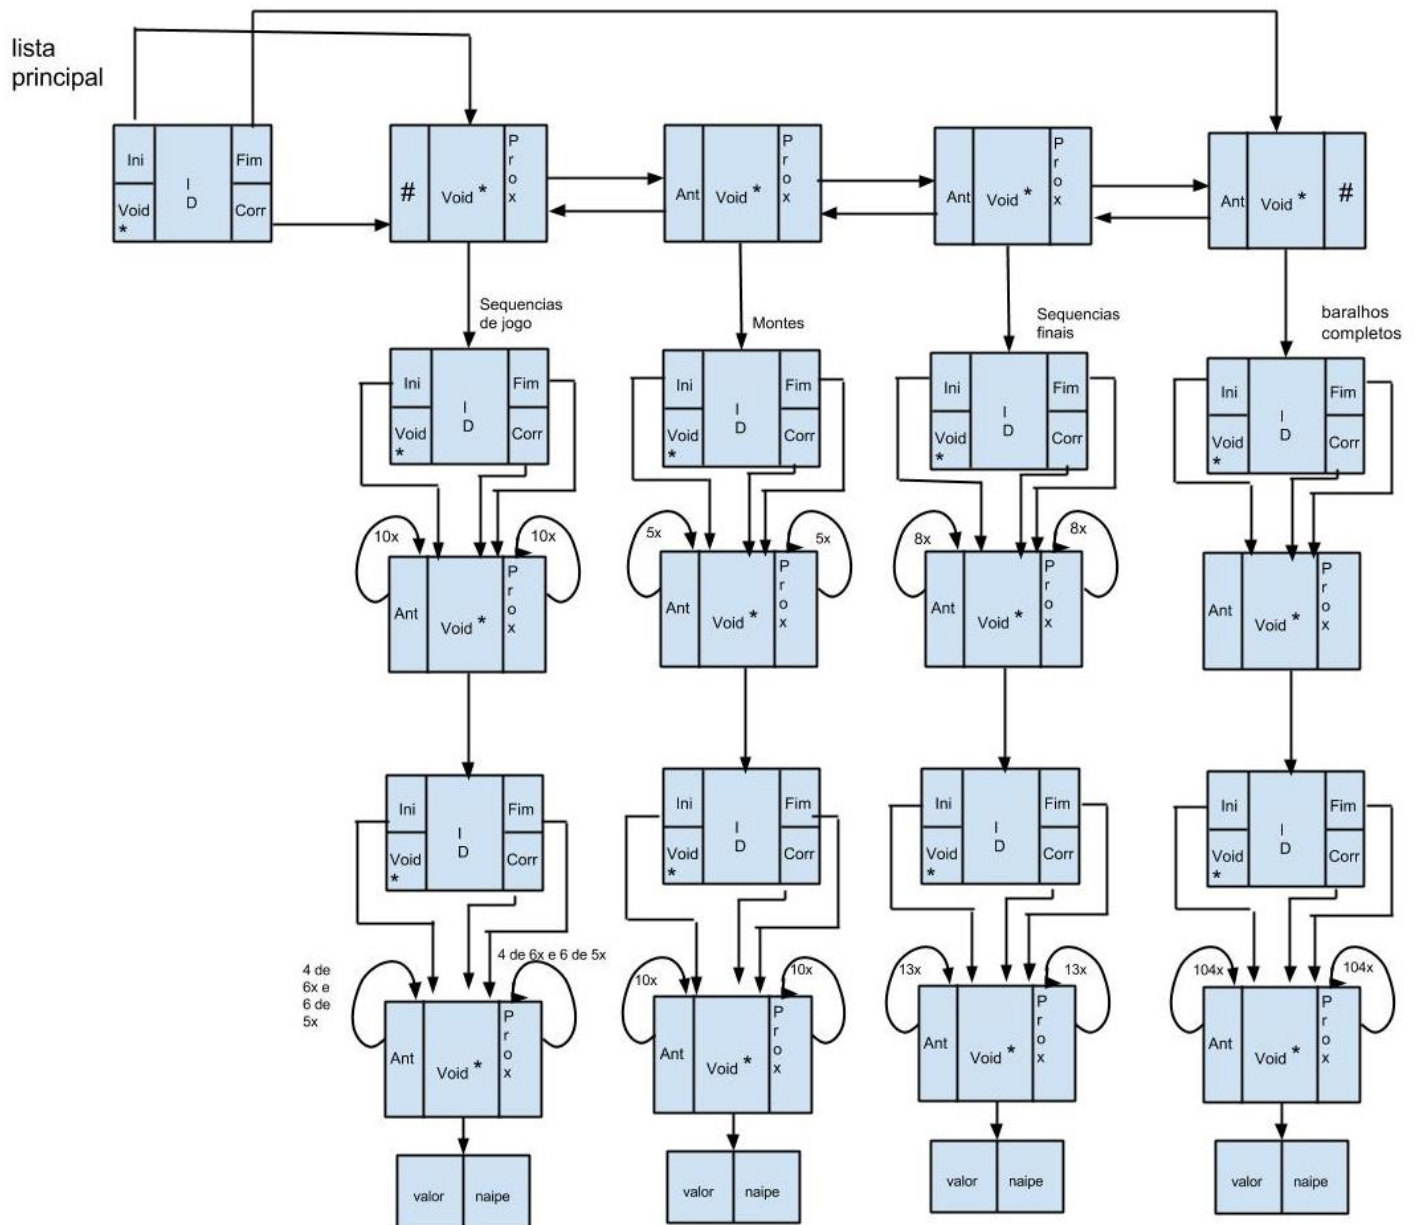 lista
principal
Ini
I
D
Fim
Void
*
Corr
#
Void *
P
r
o
x
Ant
Void *
P
r
o
x
Ant
Void *
P
r
o
x
Ant
Void *
#
Sequencias
de jogo
Montes
Sequencias
finais
baralhos
completos
Ini
I
D
Fim
Void
*
Corr
Ini
I
D
Fim
Void
*
Corr
Ini
I
D
Fim
Void
*
Corr
Ini
I
D
Fim
Void
*
Corr
10x
10x
5x
5x
8x
8x
Ant
Void *
P
r
o
x
Ant
Void *
P
r
o
x
Ant
Void *
P
r
o
x
Ant
Void *
P
r
o
x
Ini
I
D
Fim
Void
*
Corr
Ini
I
D
Fim
Void
*
Corr
Ini
I
D
Fim
Void
*
Corr
Ini
I
D
Fim
Void
*
Corr
4 de
6x e
6 de
5x
4 de 6x e 6 de 5x
10x
10x
13x
13x
104x
104x
Ant
Void *
P
r
o
x
Ant
Void *
P
r
o
x
Ant
Void *
P
r
o
x
Ant
Void *
P
r
o
x
valor
naipe
valor
naipe
valor
naipe
valor
naipe